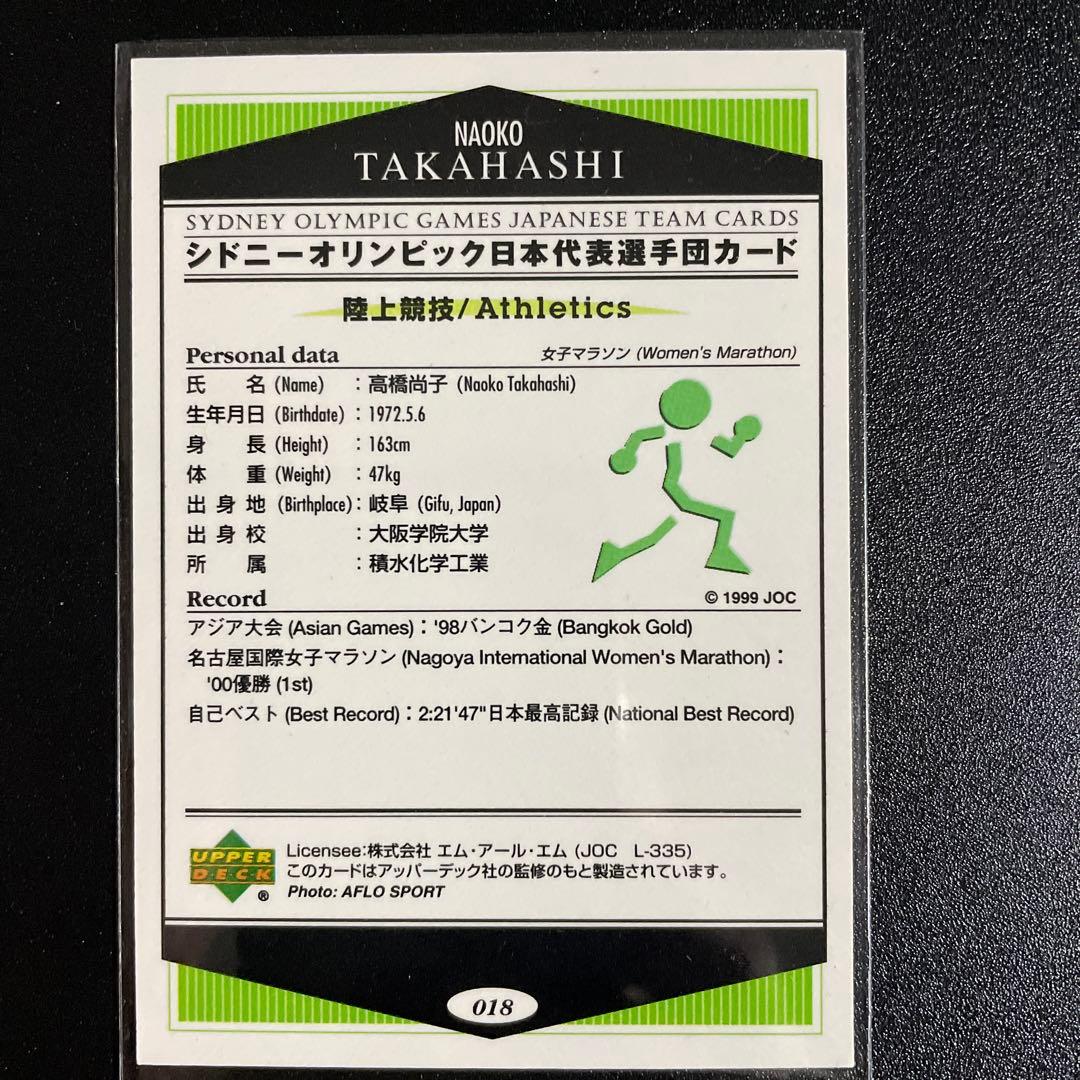 NAOKO
TAKAHASHI
SYDNEY OLYMPIC GAMES JAPANESE TEAM CARDS
シドニーオリンピック日本代表選手団カード
陸上競技/Athletics
Personal data 女子マラソン (Women's Marathon)
氏 名 (Name) : 高橋尚子 (Naoko Takahashi)
生年月日 (Birthdate) : 1972.5.6
身 長 (Height) : 163cm
体 重 (Weight) : 47kg
出 身 地 (Birthplace) : 岐阜 (Gifu, Japan)
出 身 校 : 大阪学院大学
所 属 : 積水化学工業
Record © 1999 JOC
アジア大会 (Asian Games) : '98バンコク金 (Bangkok Gold)
名古屋国際女子マラソン (Nagoya International Women's Marathon) :
'00優勝 (1st)
自己ベスト (Best Record) : 2:21'47"日本最高記録 (National Best Record)
UPPER
DECK
®
Licensee:株式会社 エム・アール・エム (JOC L-335)
このカードはアッパーデック社の監修のもと製造されています。
Photo: AFLO SPORT
018